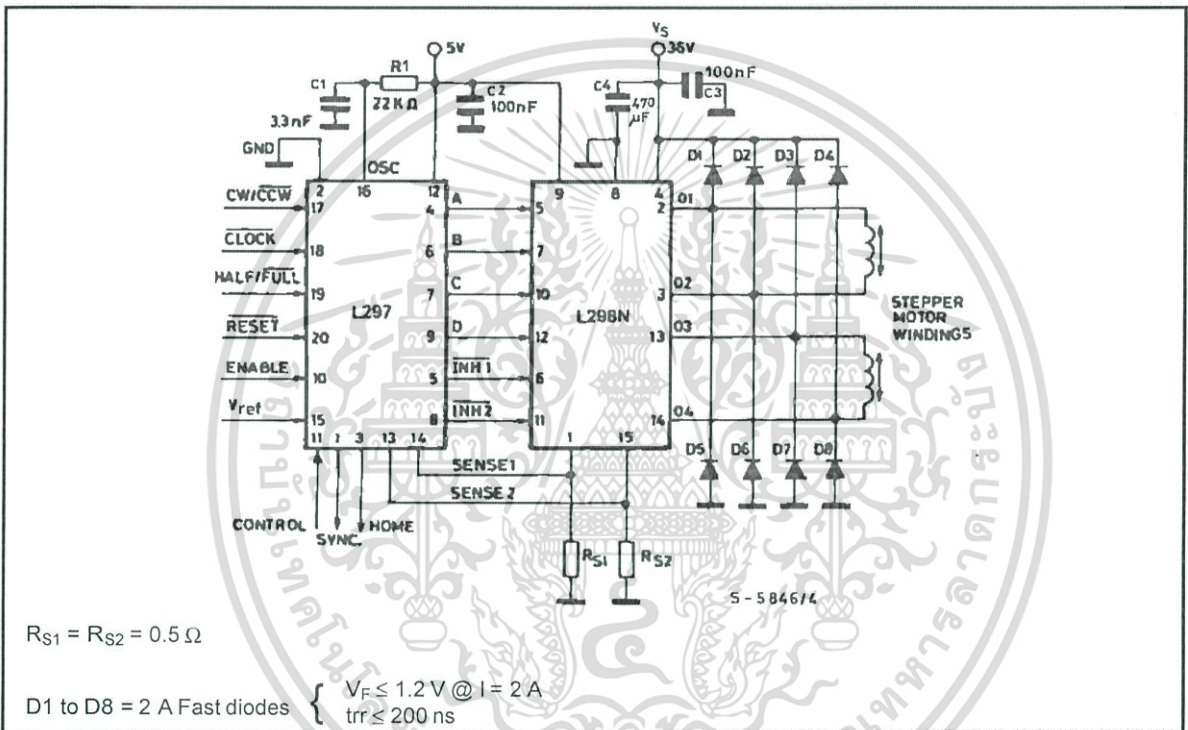 Vs
5V
36V
R1
22KΩ
C1
3.3nF
C2
100nF
C4
470
µF
100nF
C3
GND
OSC
D1 D2 D3 D4
2 16 12
9 8 4
CW/CCW 17
4 A 5
2 O1
CLOCK 18
6 B 7
HALF/FULL 19
7 C 10
3 O2
L297
L298N
STEPPER
MOTOR
WINDINGS
RESET 20
9 D 12
13 O3
ENABLE 10
5 INH1 6
Vref 15
8 INH2 11
14 O4
11 1 3 13 14
1 15
D5 D6 D7 D8
SENSE1
SENSE2
CONTROL
SYNC.
HOME
RS1 RS2
S-5846/4
RS1 = RS2 = 0.5 Ω
VF ≤ 1.2 V @ I = 2 A
D1 to D8 = 2 A Fast diodes {
trr ≤ 200 ns